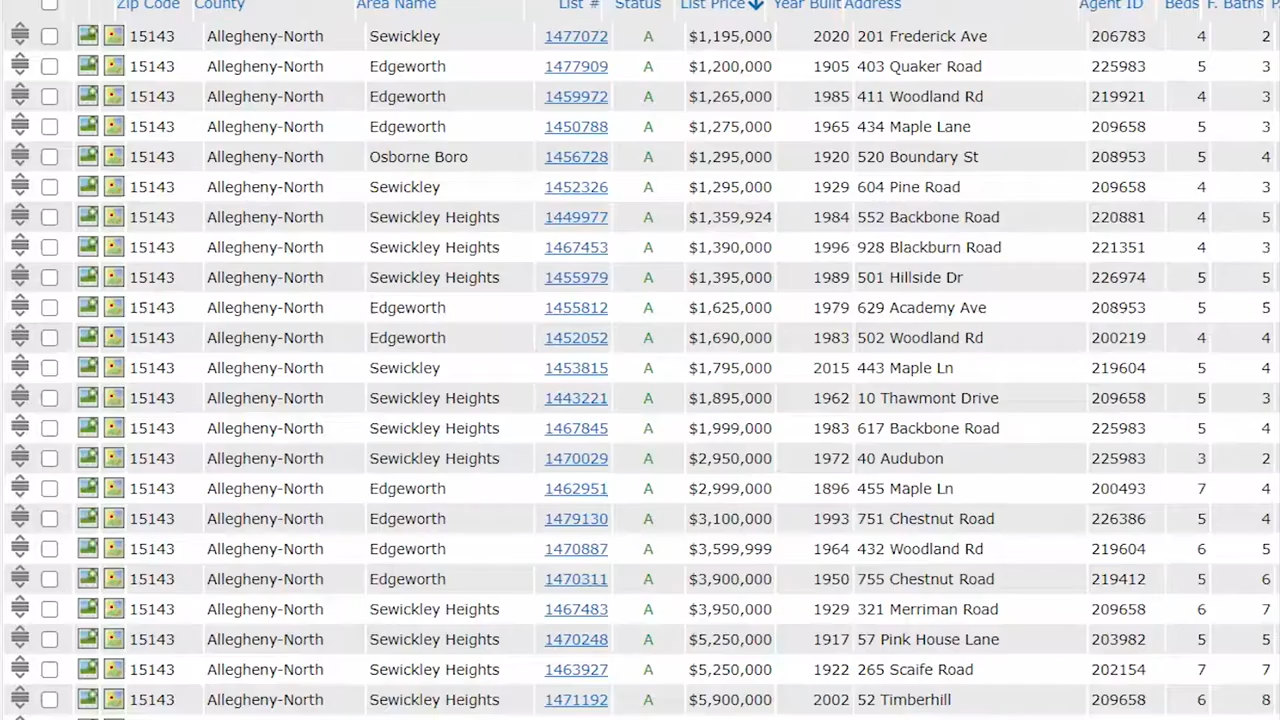 Zip Code County Area Name List # Status List Price Year Built Address Agent ID Beds F. Baths P.
15143 Allegheny-North Sewickley 1477072 A $1,195,000 2020 201 Frederick Ave 206783 4 2
15143 Allegheny-North Edgeworth 1477909 A $1,200,000 1905 403 Quaker Road 225983 5 3
15143 Allegheny-North Edgeworth 1459972 A $1,265,000 1985 411 Woodland Rd 219921 4 3
15143 Allegheny-North Edgeworth 1450788 A $1,275,000 1965 434 Maple Lane 209658 5 3
15143 Allegheny-North Osborne Boro 1456728 A $1,295,000 1920 520 Boundary St 208953 5 4
15143 Allegheny-North Sewickley 1452326 A $1,295,000 1929 604 Pine Road 209658 4 3
15143 Allegheny-North Sewickley Heights 1449977 A $1,359,924 1984 552 Backbone Road 220881 4 5
15143 Allegheny-North Sewickley Heights 1467453 A $1,390,000 1996 928 Blackburn Road 221351 4 3
15143 Allegheny-North Sewickley Heights 1455979 A $1,395,000 1989 501 Hillside Dr 226974 5 5
15143 Allegheny-North Edgeworth 1455812 A $1,625,000 1979 629 Academy Ave 208953 5 5
15143 Allegheny-North Edgeworth 1452052 A $1,690,000 1983 502 Woodland Rd 200219 4 4
15143 Allegheny-North Sewickley 1453815 A $1,795,000 2015 443 Maple Ln 219604 5 4
15143 Allegheny-North Sewickley Heights 1443221 A $1,895,000 1962 10 Thawmont Drive 209658 5 3
15143 Allegheny-North Sewickley Heights 1467845 A $1,999,000 1983 617 Backbone Road 225983 5 4
15143 Allegheny-North Sewickley Heights 1470029 A $2,950,000 1972 40 Audubon 225983 3 2
15143 Allegheny-North Edgeworth 1462951 A $2,999,000 1896 455 Maple Ln 200493 7 4
15143 Allegheny-North Edgeworth 1479130 A $3,100,000 1993 751 Chestnut Road 226386 5 4
15143 Allegheny-North Edgeworth 1470887 A $3,599,999 1964 432 Woodland Rd 219604 6 5
15143 Allegheny-North Edgeworth 1470311 A $3,900,000 1950 755 Chestnut Road 219412 5 6
15143 Allegheny-North Sewickley Heights 1467483 A $3,950,000 1929 321 Merriman Road 209658 6 7
15143 Allegheny-North Sewickley Heights 1470248 A $5,250,000 1917 57 Pink House Lane 203982 5 5
15143 Allegheny-North Sewickley Heights 1463927 A $5,250,000 1922 265 Scaife Road 202154 7 7
15143 Allegheny-North Sewickley Heights 1471192 A $5,900,000 2002 52 Timberhill 209658 6 8